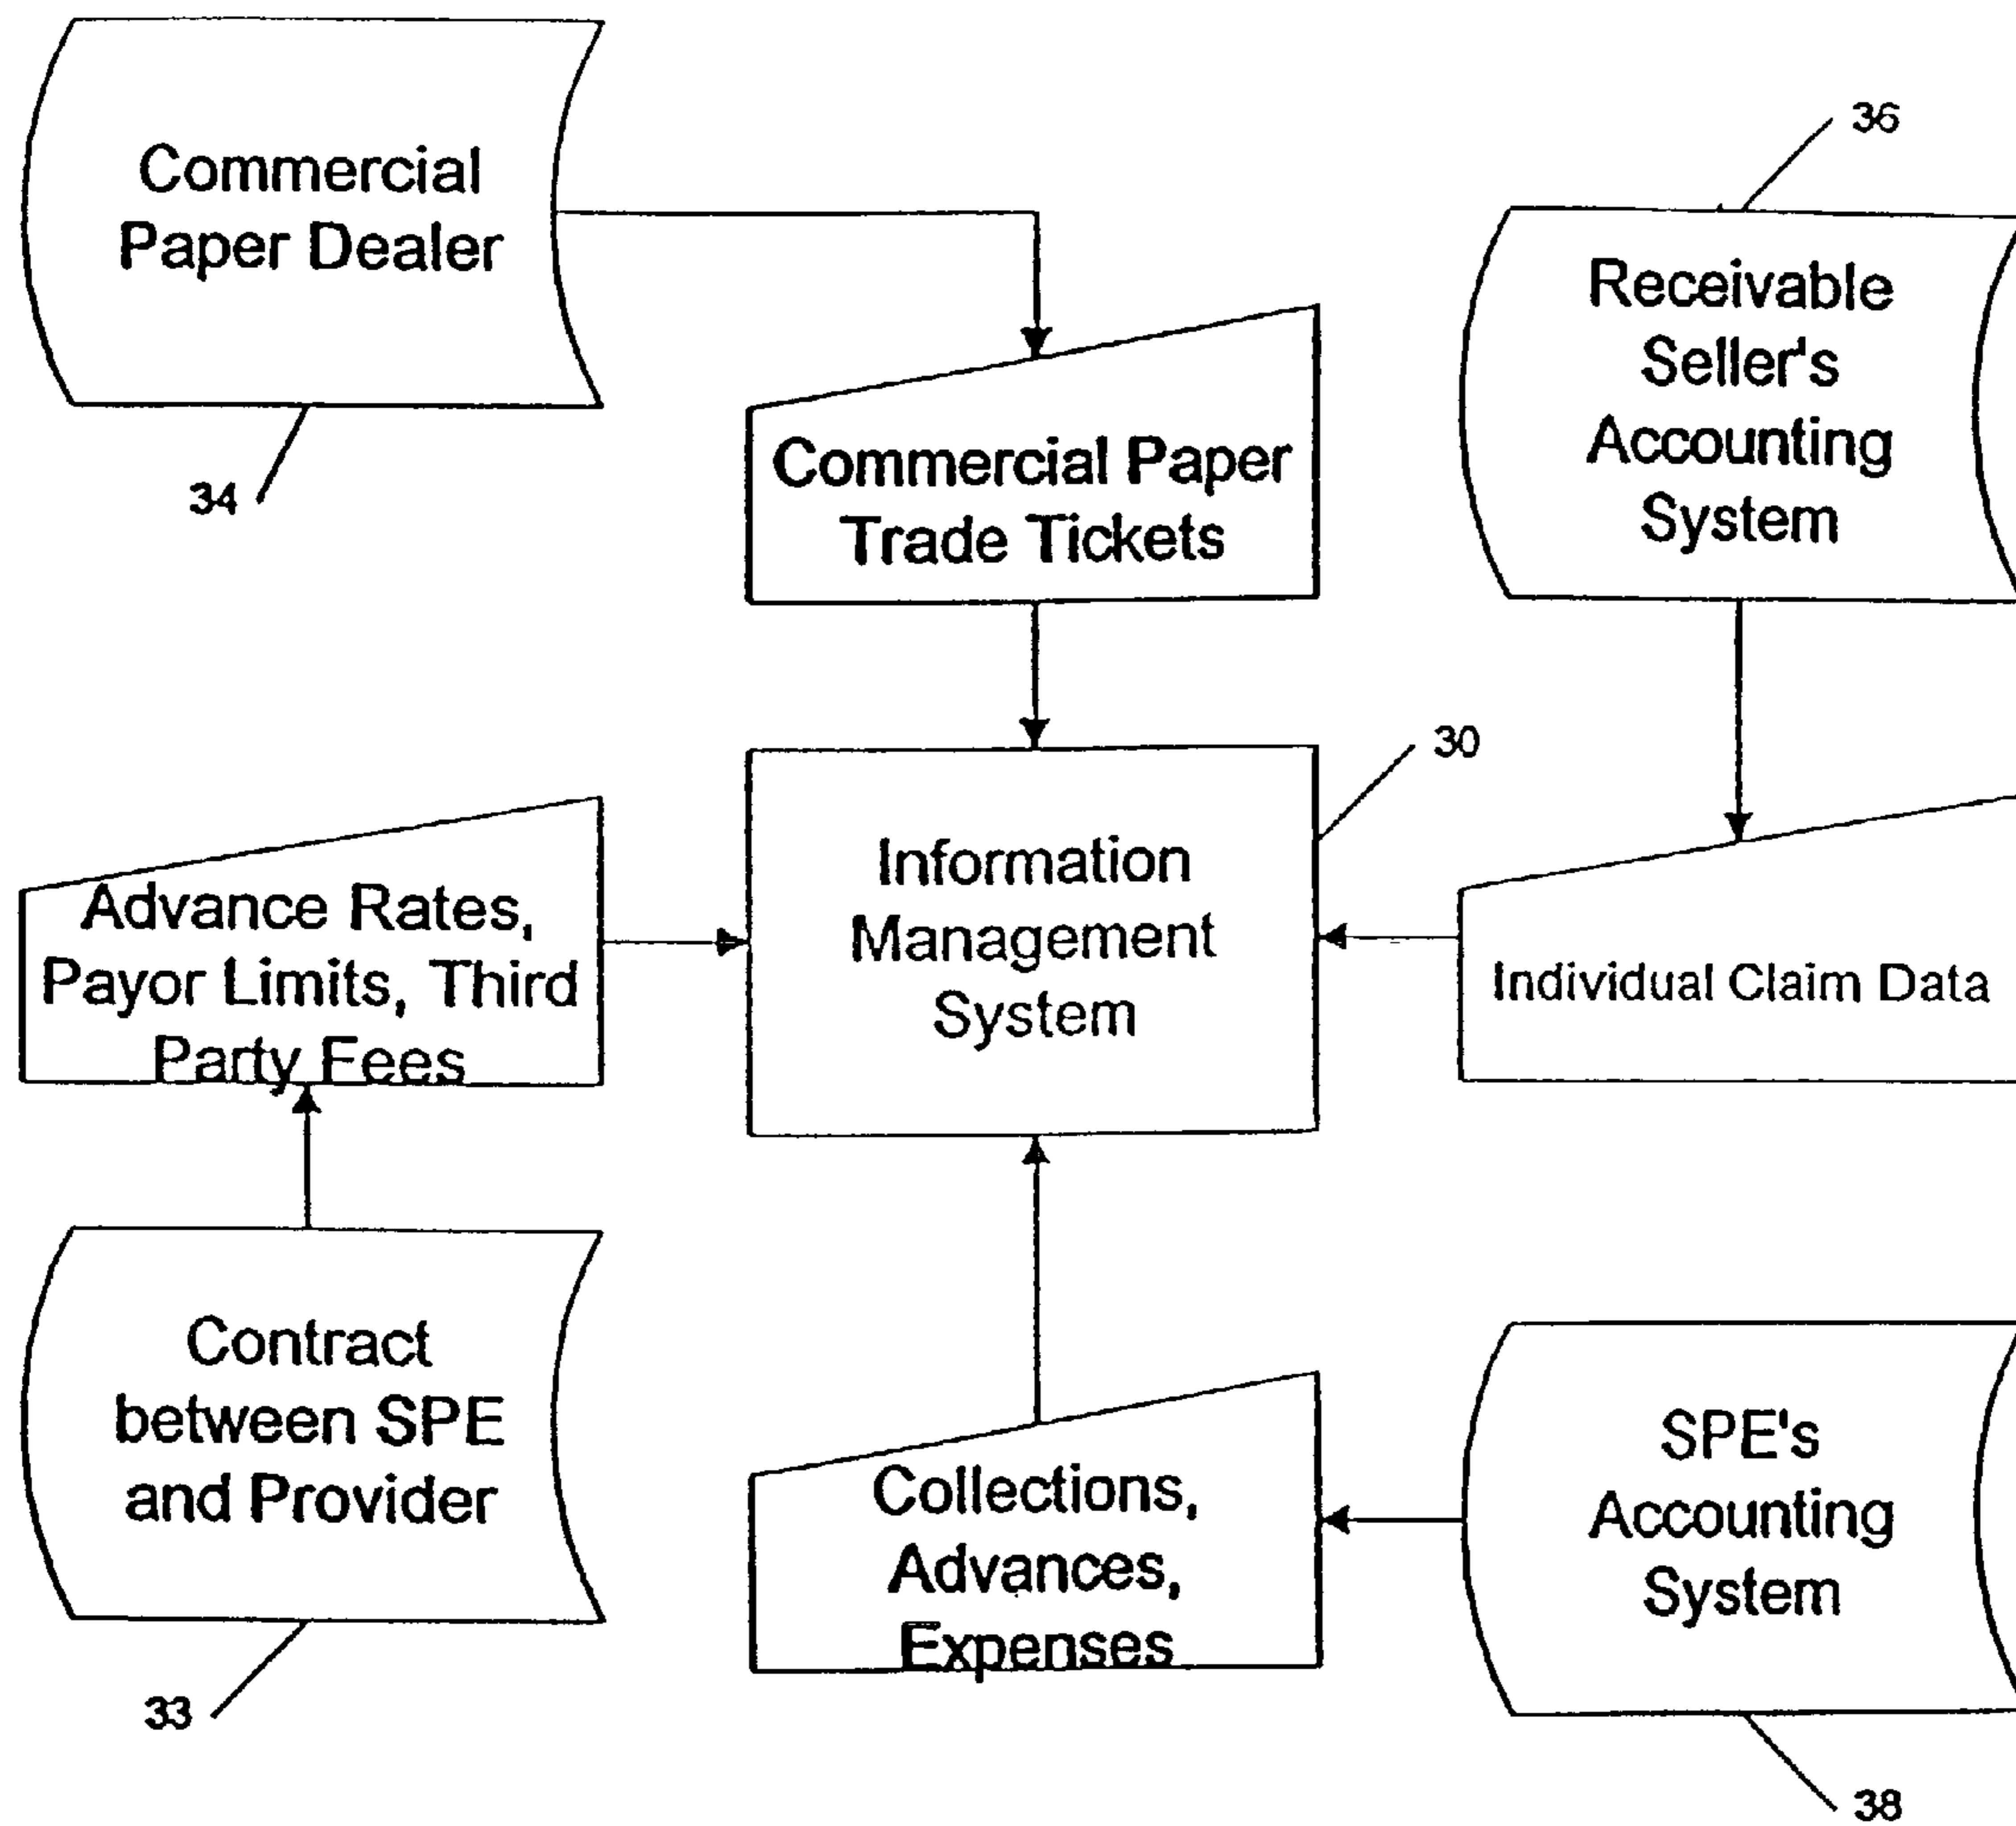 Commercial
Paper Dealer
34
36
Receivable
Seller's
Accounting
System
Commercial Paper
Trade Tickets
30
Information
Management
System
Advance Rates,
Payor Limits, Third
Party Fees
Individual Claim Data
Contract
between SPE
and Provider
33
Collections,
Advances,
Expenses
SPE's
Accounting
System
38